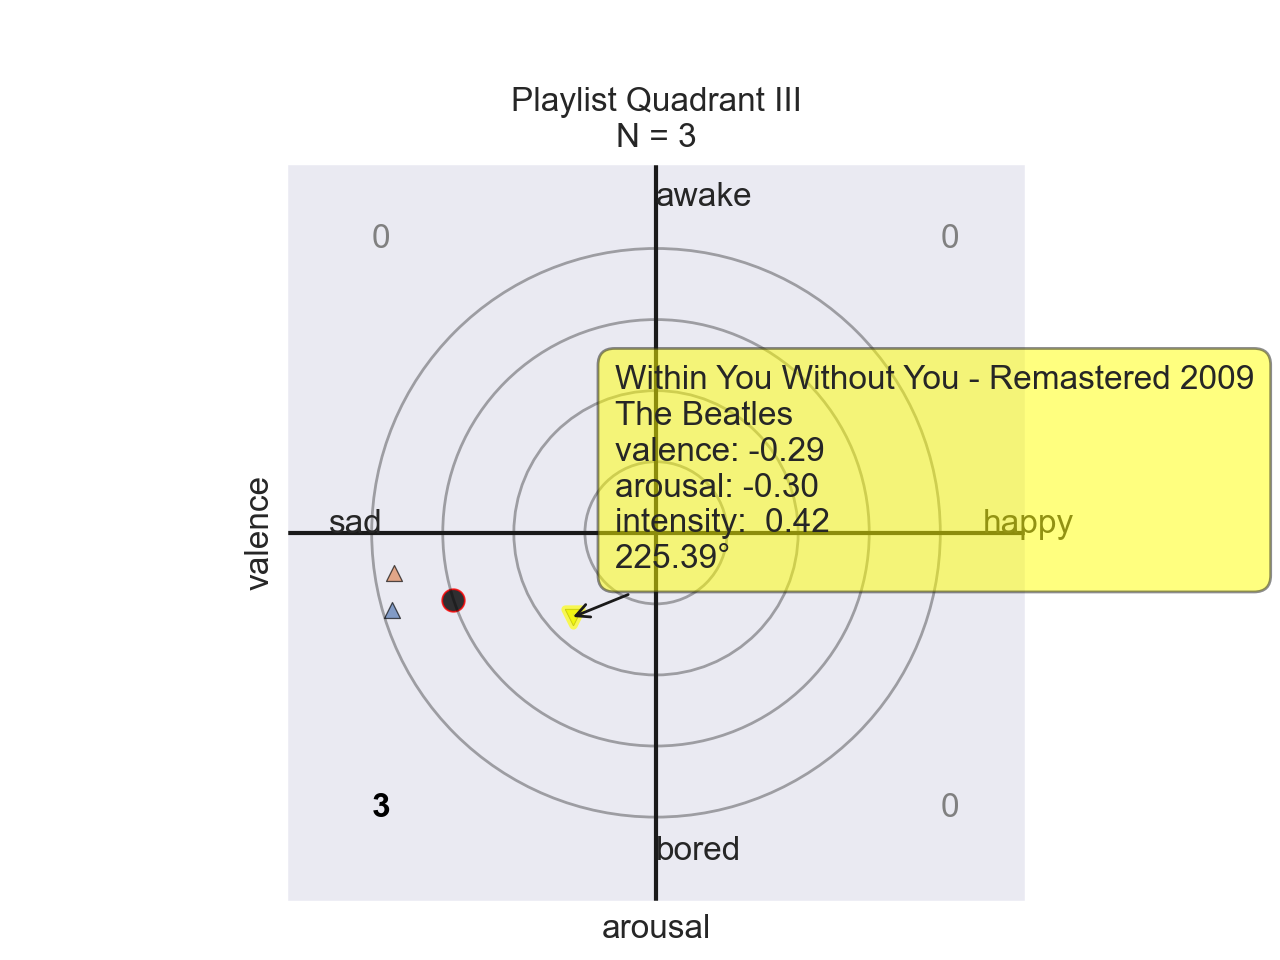 Playlist Quadrant III
N = 3
awake
0
0
Within You Without You - Remastered 2009
The Beatles
valence: -0.29
arousal: -0.30
intensity:  0.42
225.39°
sad
happy
valence
3
0
bored
arousal